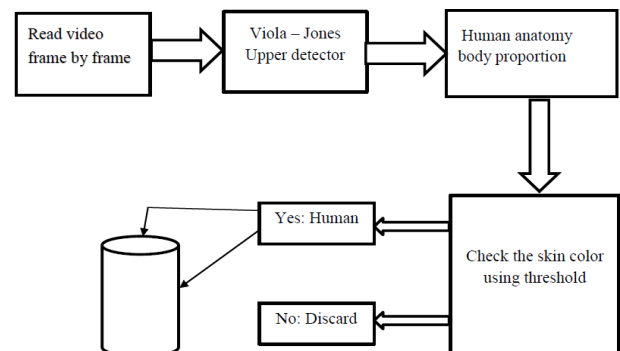 Read video
frame by frame
Viola – Jones
Upper detector
Human anatomy
body proportion
Yes: Human
Check the skin color
using threshold
No: Discard